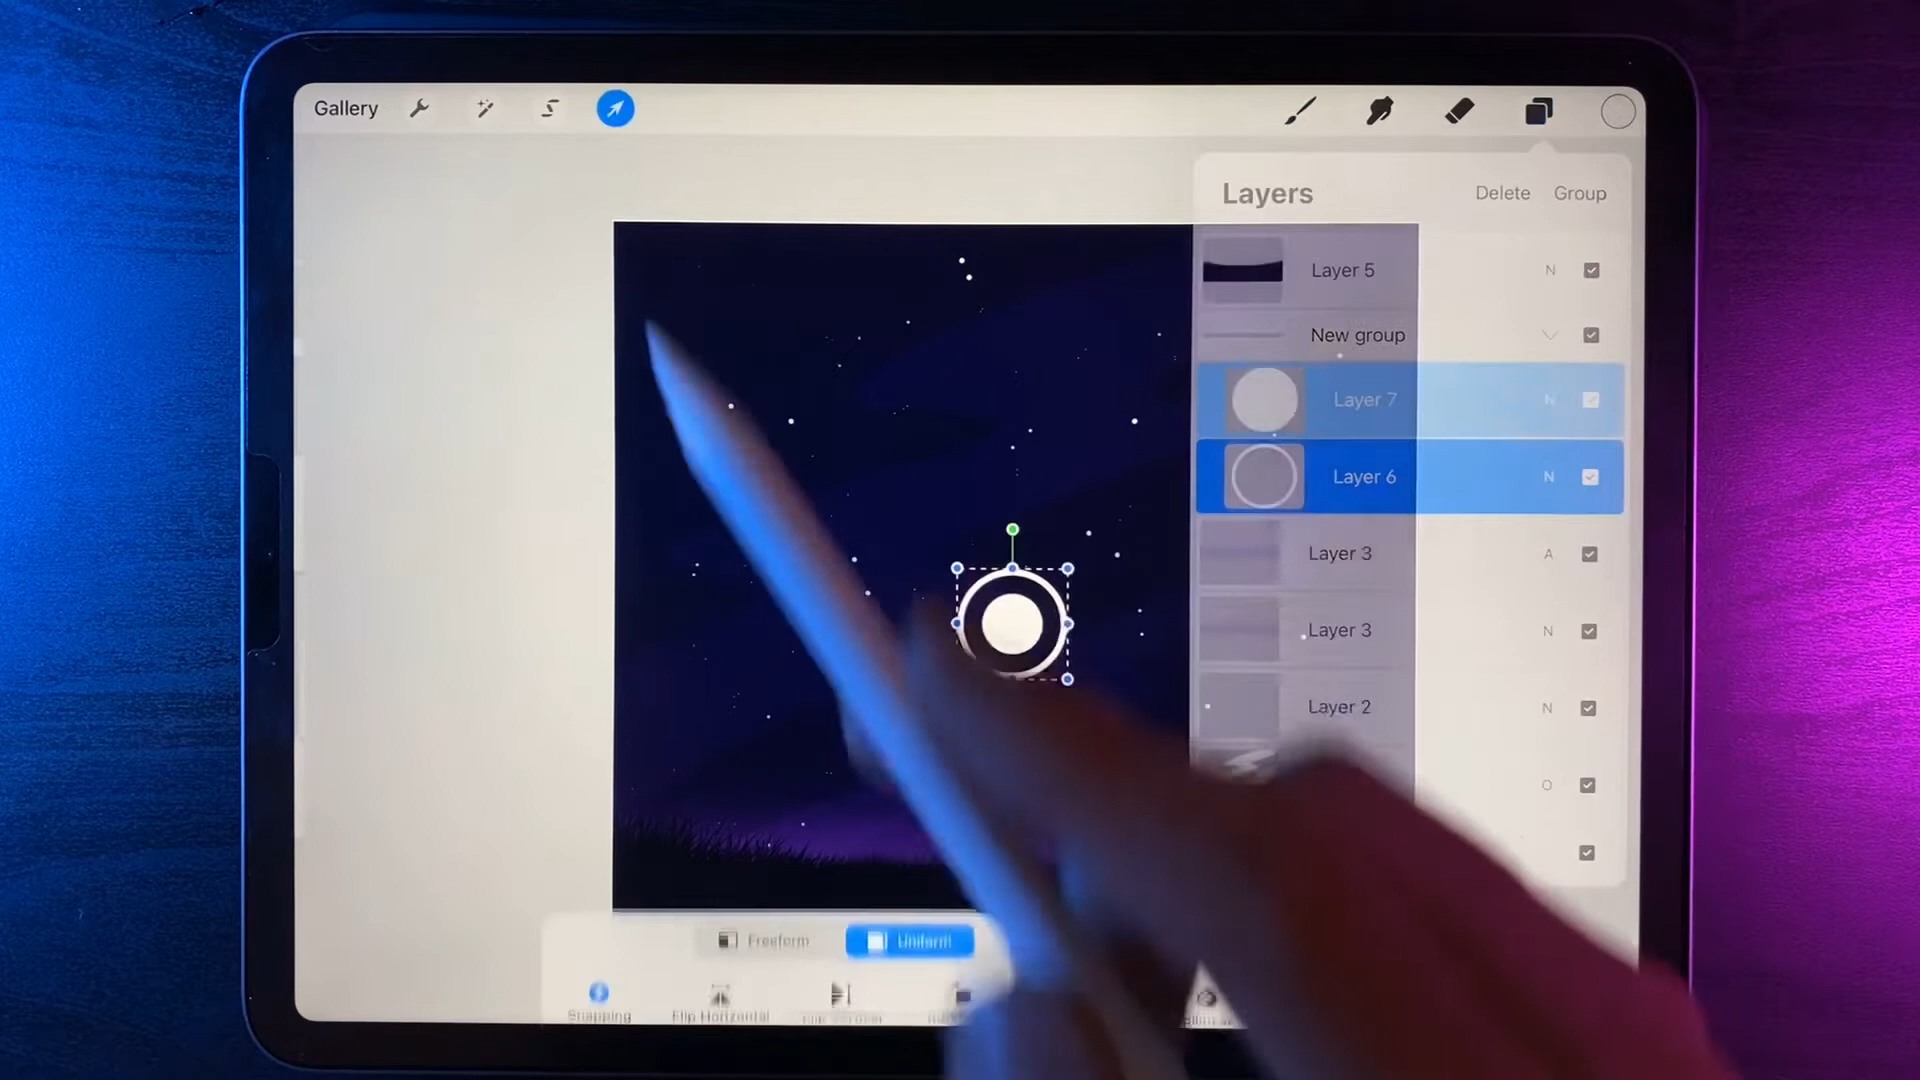 Gallery
Layers
Delete Group
Layer 5 N
New group
Layer 7 N
Layer 6 N
Layer 3 A
Layer 3 N
Layer 2 N
O
Freeform Uniform
Snapping Flip Horizontal